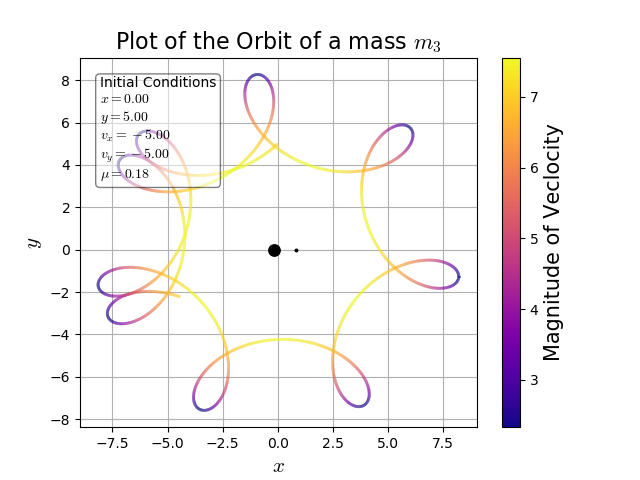 Plot of the Orbit of a mass m₃
Initial Conditions
x = 0.00
y = 5.00
vₓ = −5.00
v_y = −5.00
μ = 0.18
8
6
4
2
0
−2
−4
−6
−8
y
−7.5 −5.0 −2.5 0.0 2.5 5.0 7.5
x
7
6
5
4
3
Magnitude of Veclocity